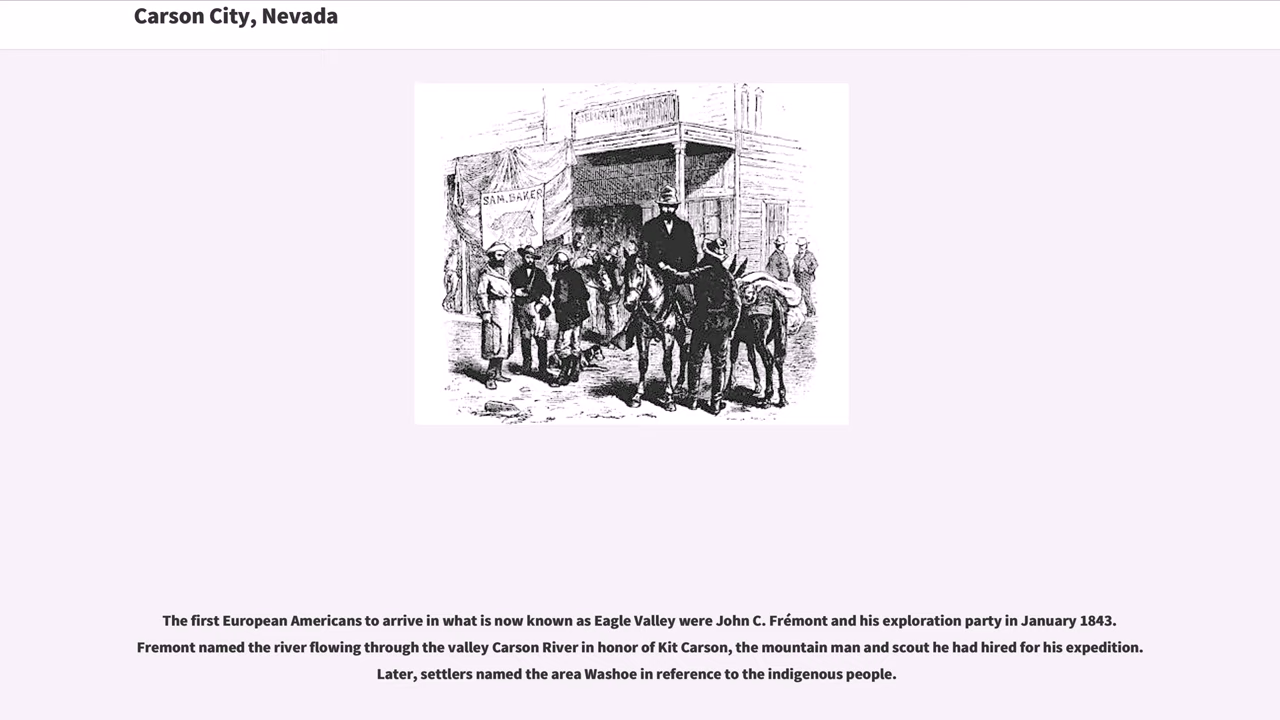 Carson City, Nevada
SAM. BAKER
The first European Americans to arrive in what is now known as Eagle Valley were John C. Frémont and his exploration party in January 1843.
Fremont named the river flowing through the valley Carson River in honor of Kit Carson, the mountain man and scout he had hired for his expedition.
Later, settlers named the area Washoe in reference to the indigenous people.